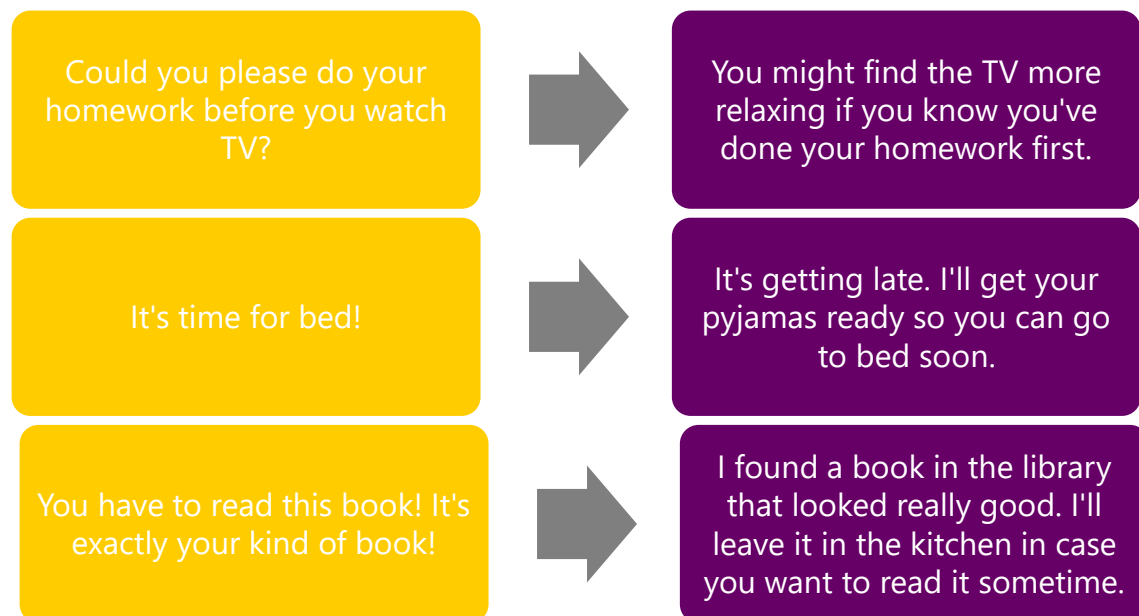 Could you please do your
homework before you watch
TV?
You might find the TV more
relaxing if you know you've
done your homework first.
It's time for bed!
It's getting late. I'll get your
pyjamas ready so you can go
to bed soon.
You have to read this book! It's
exactly your kind of book!
I found a book in the library
that looked really good. I'll
leave it in the kitchen in case
you want to read it sometime.